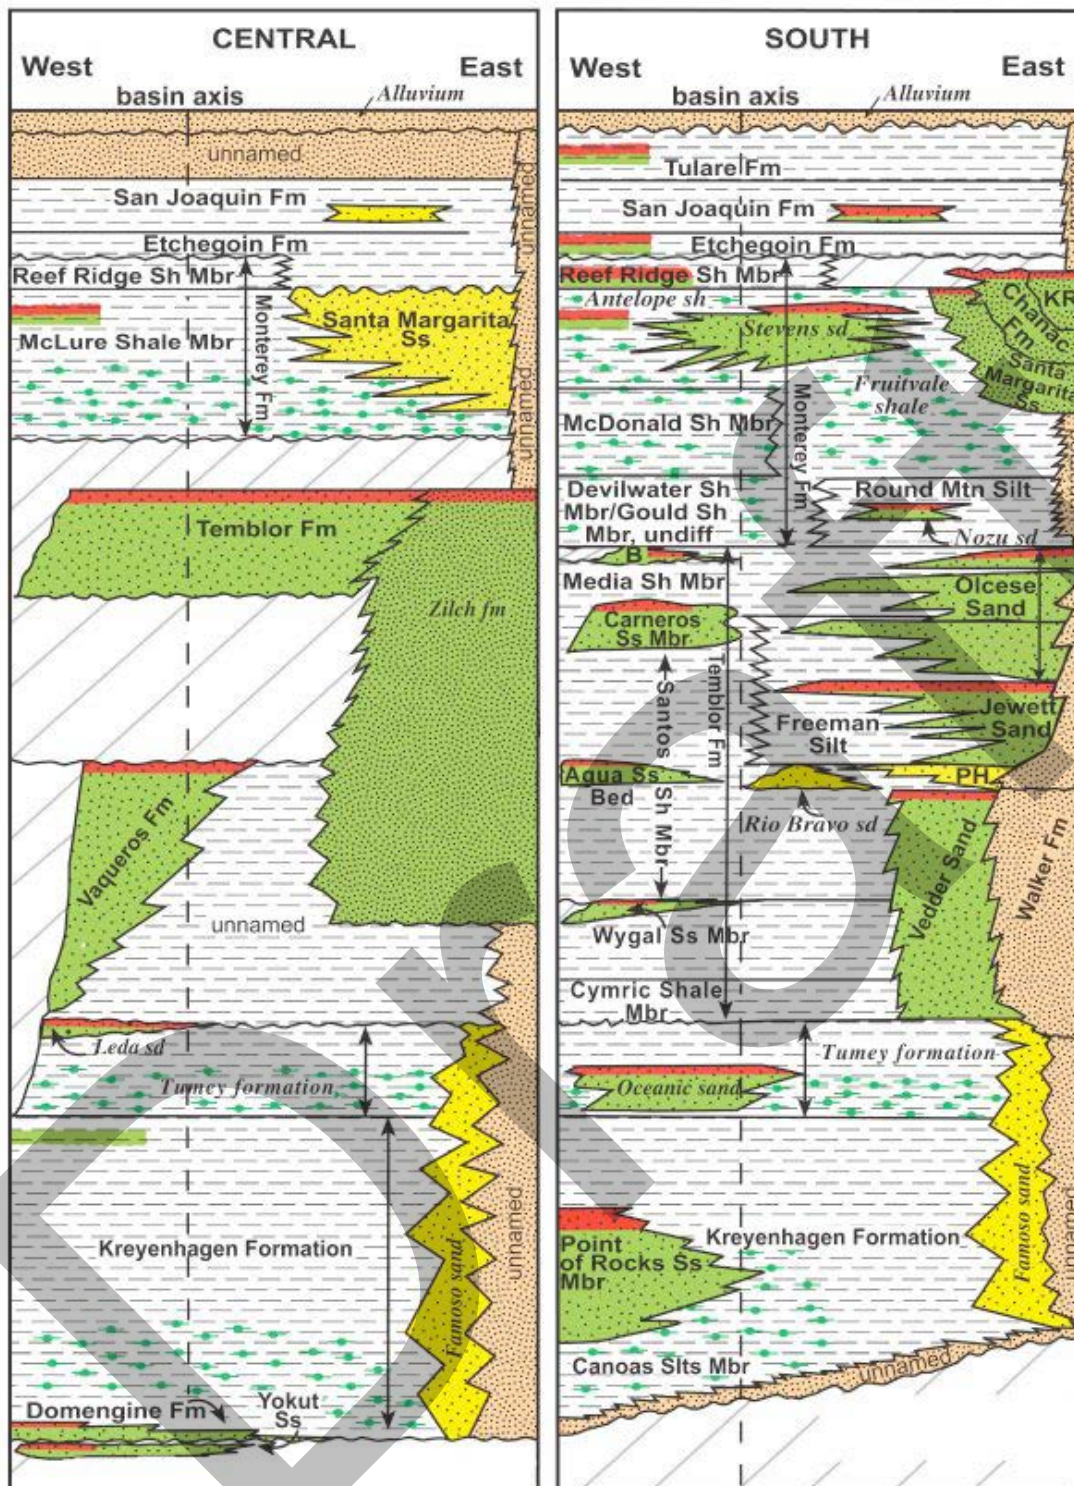 CENTRAL
West
East
basin axis
Alluvium
unnamed
San Joaquin Fm
Etchegoin Fm
Reef Ridge Sh Mbr
McLure Shale Mbr
Monterey Fm
Santa Margarita
Ss
unnamed
unnamed
Temblor Fm
Zilch fm
Vaqueros Fm
unnamed
Leda sd
Tumey formation
Kreyenhagen Formation
Famoso sand
unnamed
Domengine Fm
Yokut
Ss
SOUTH
West
East
basin axis
Alluvium
Tulare Fm
San Joaquin Fm
Etchegoin Fm
Reef Ridge Sh Mbr
Antelope sh
Stevens sd
Monterey Fm
KR
Chanac
Fm
Santa
Margarita
Ss
Fruitvale
shale
McDonald Sh Mbr
Devilwater Sh
Mbr/Gould Sh
Mbr, undiff
Round Mtn Silt
Nozu sd
B
Media Sh Mbr
Olcese
Sand
Carneros
Ss Mbr
Santos Sh Mbr
Temblor Fm
Freeman
Silt
Jewett
Sand
Agua Ss
Bed
PH
Rio Bravo sd
Vedder Sand
Walker Fm
Wygal Ss Mbr
Cymric Shale
Mbr
Tumey formation
Oceanic sand
Point
of Rocks Ss
Mbr
Kreyenhagen Formation
Famoso sand
unnamed
Canoas Slts Mbr
unnamed
Draft